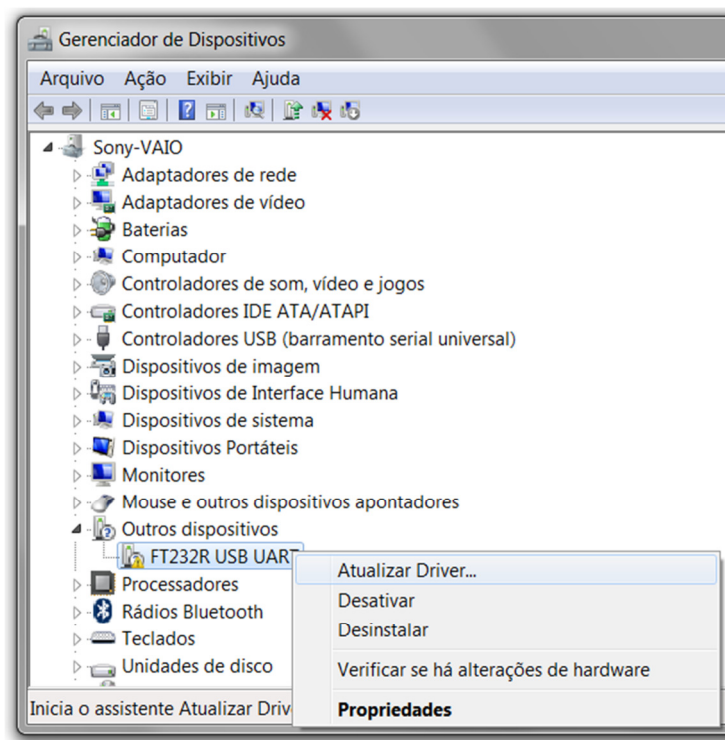 Gerenciador de Dispositivos
Arquivo Ação Exibir Ajuda
Sony-VAIO
Adaptadores de rede
Adaptadores de vídeo
Baterias
Computador
Controladores de som, vídeo e jogos
Controladores IDE ATA/ATAPI
Controladores USB (barramento serial universal)
Dispositivos de imagem
Dispositivos de Interface Humana
Dispositivos de sistema
Dispositivos Portáteis
Monitores
Mouse e outros dispositivos apontadores
Outros dispositivos
FT232R USB UART
Processadores
Rádios Bluetooth
Teclados
Unidades de disco
Inicia o assistente Atualizar Driv
Atualizar Driver...
Desativar
Desinstalar
Verificar se há alterações de hardware
Propriedades